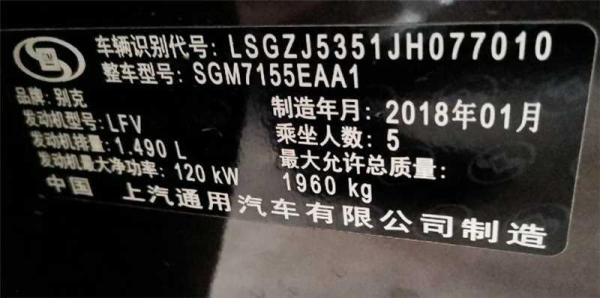 车辆识别代号: LSGZJ5351JH077010
整车型号: SGM7155EAA1
品牌: 别克
制造年月: 2018年01月
发动机型号: LFV
乘坐人数: 5
发动机排量: 1.490 L
最大允许总质量:
发动机最大净功率: 120 kW
1960 kg
中国 上汽通用汽车有限公司制造